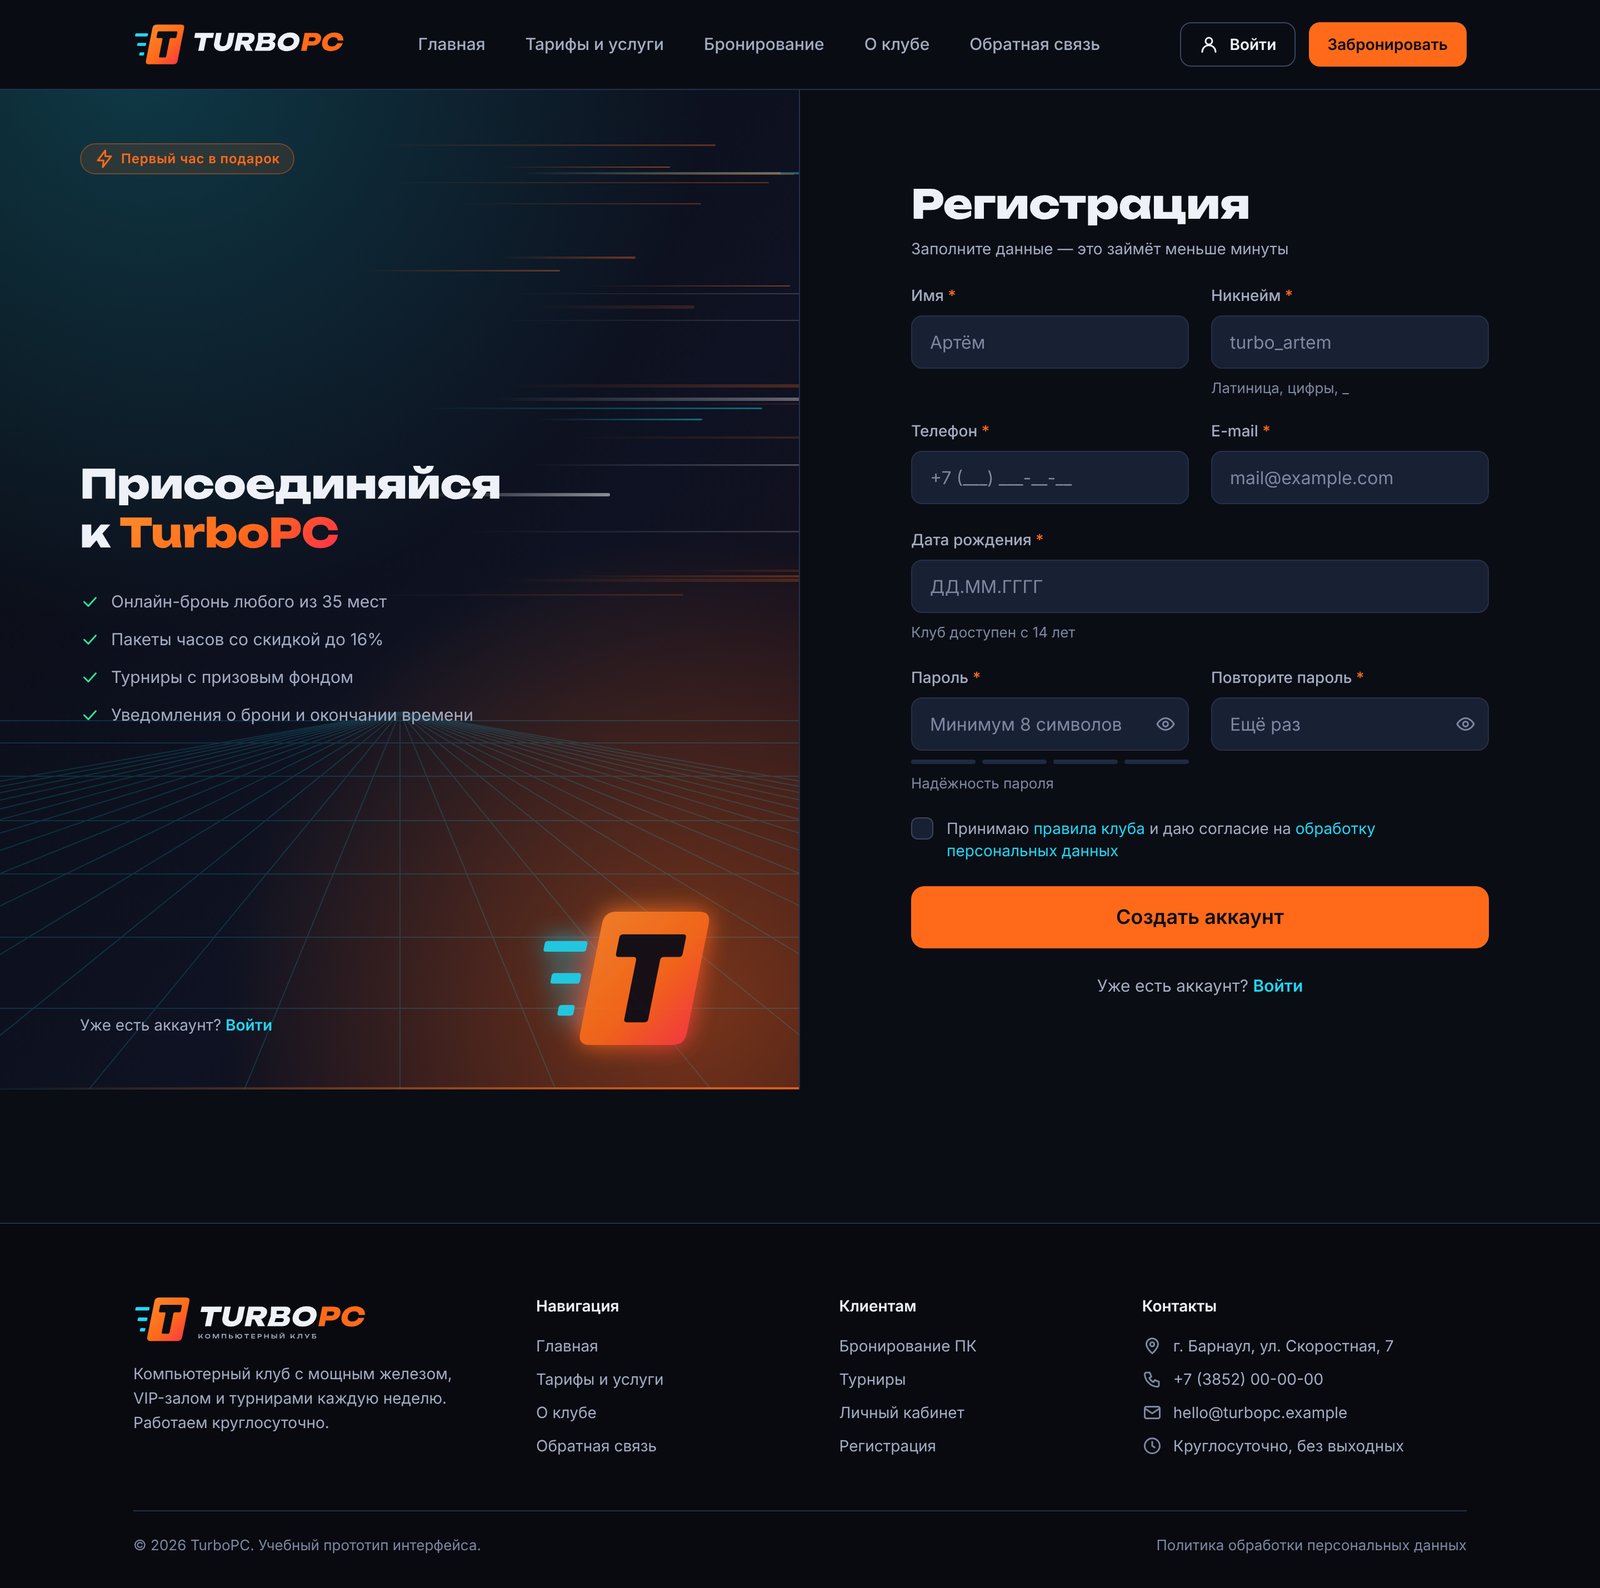 TURBOPC
Главная
Тарифы и услуги
Бронирование
О клубе
Обратная связь
Войти
Забронировать
Первый час в подарок
Присоединяйся
к TurboPC
Онлайн-бронь любого из 35 мест
Пакеты часов со скидкой до 16%
Турниры с призовым фондом
Уведомления о брони и окончании времени
T
Уже есть аккаунт? Войти
Регистрация
Заполните данные — это займёт меньше минуты
Имя *
Никнейм *
Артём
turbo_artem
Латиница, цифры, _
Телефон *
E-mail *
+7 (___) ___-__-__
mail@example.com
Дата рождения *
ДД.ММ.ГГГГ
Клуб доступен с 14 лет
Пароль *
Повторите пароль *
Минимум 8 символов
Ещё раз
Надёжность пароля
Принимаю правила клуба и даю согласие на обработку
персональных данных
Создать аккаунт
Уже есть аккаунт? Войти
TURBOPC
КОМПЬЮТЕРНЫЙ КЛУБ
Компьютерный клуб с мощным железом,
VIP-залом и турнирами каждую неделю.
Работаем круглосуточно.
Навигация
Главная
Тарифы и услуги
О клубе
Обратная связь
Клиентам
Бронирование ПК
Турниры
Личный кабинет
Регистрация
Контакты
г. Барнаул, ул. Скоростная, 7
+7 (3852) 00-00-00
hello@turbopc.example
Круглосуточно, без выходных
© 2026 TurboPC. Учебный прототип интерфейса.
Политика обработки персональных данных